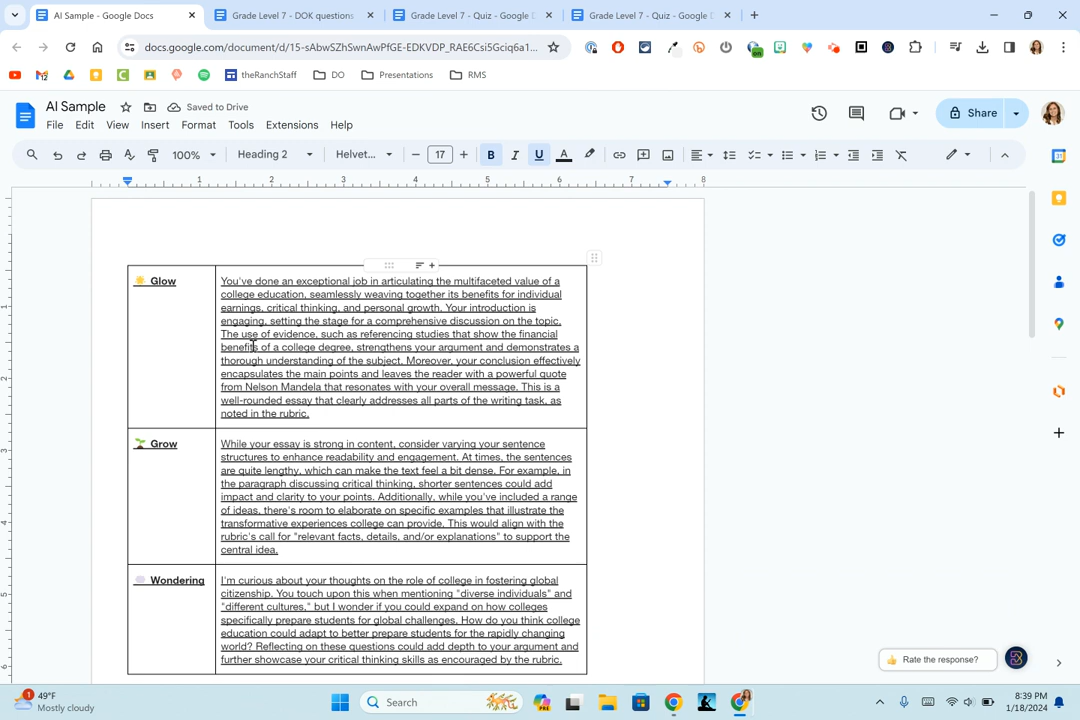 AI Sample - Google Docs
Grade Level 7 - DOK questions
Grade Level 7 - Quiz - Google D
Grade Level 7 - Quiz - Google D
docs.google.com/document/d/15-sAbwSZhSwnAwPfGE-EDKVDP_RAE6Csi5Gciq6a1...
theRanchStaff
DO
Presentations
RMS
AI Sample
Saved to Drive
Share
File
Edit
View
Insert
Format
Tools
Extensions
Help
100%
Heading 2
Helvet...
17
B
I
U
A
1
2
3
4
5
6
7
8
Glow
You've done an exceptional job in articulating the multifaceted value of a
college education, seamlessly weaving together its benefits for individual
earnings, critical thinking, and personal growth. Your introduction is
engaging, setting the stage for a comprehensive discussion on the topic.
The use of evidence, such as referencing studies that show the financial
benefits of a college degree, strengthens your argument and demonstrates a
thorough understanding of the subject. Moreover, your conclusion effectively
encapsulates the main points and leaves the reader with a powerful quote
from Nelson Mandela that resonates with your overall message. This is a
well-rounded essay that clearly addresses all parts of the writing task, as
noted in the rubric.
Grow
While your essay is strong in content, consider varying your sentence
structures to enhance readability and engagement. At times, the sentences
are quite lengthy, which can make the text feel a bit dense. For example, in
the paragraph discussing critical thinking, shorter sentences could add
impact and clarity to your points. Additionally, while you've included a range
of ideas, there's room to elaborate on specific examples that illustrate the
transformative experiences college can provide. This would align with the
rubric's call for "relevant facts, details, and/or explanations" to support the
central idea.
Wondering
I'm curious about your thoughts on the role of college in fostering global
citizenship. You touch upon this when mentioning "diverse individuals" and
"different cultures," but I wonder if you could expand on how colleges
specifically prepare students for global challenges. How do you think college
education could adapt to better prepare students for the rapidly changing
world? Reflecting on these questions could add depth to your argument and
further showcase your critical thinking skills as encouraged by the rubric.
Rate the response?
49°F
Mostly cloudy
Search
8:39 PM
1/18/2024